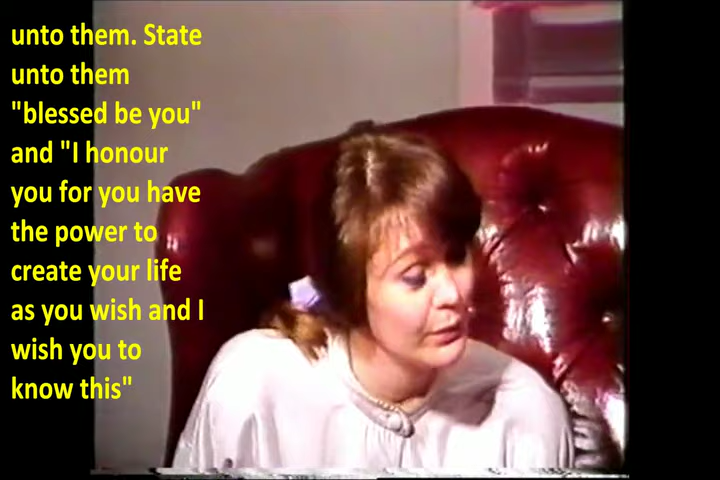 unto them. State
unto them
"blessed be you"
and "I honour
you for you have
the power to
create your life
as you wish and I
wish you to
know this"